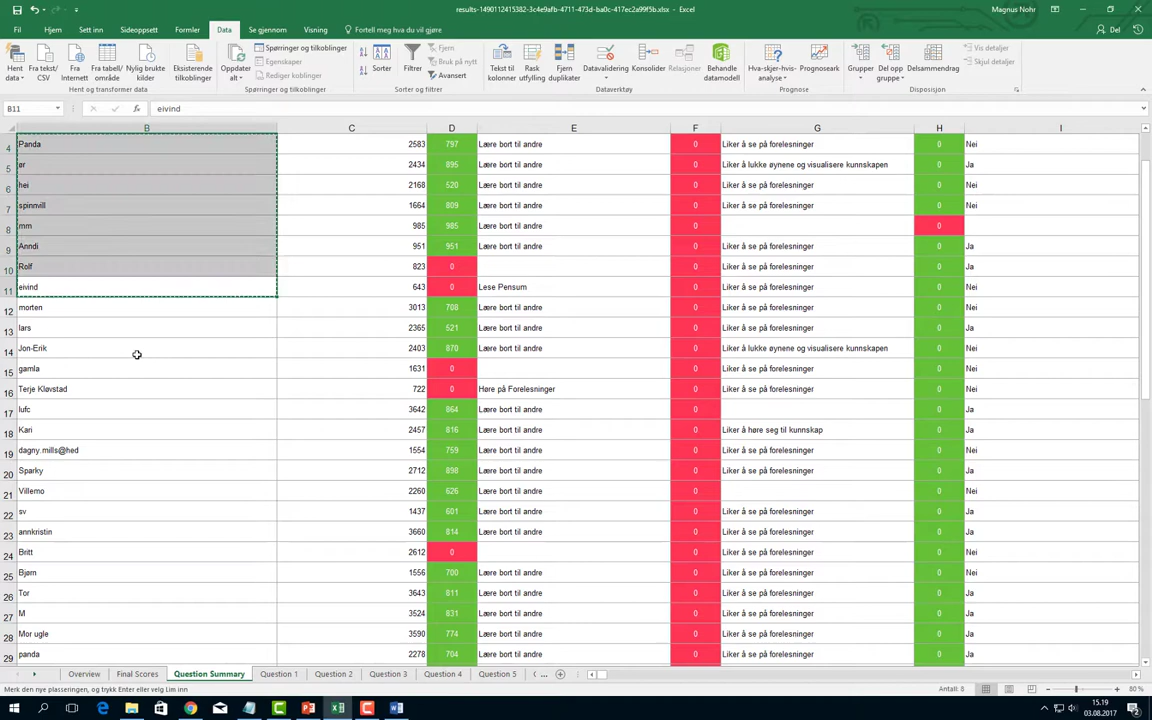 results-1490112415382-3c4e9afb-4711-473d-ba0c-417ec2a99f5b.xlsx - Excel
Magnus Nohr
Fil Hjem Sett inn Sideoppsett Formler Data Se gjennom Visning Fortell meg hva du vil gjøre Del
Hent data Fra tekst/CSV Fra Internett Fra tabell/område Nylig brukte kilder Eksisterende tilkoblinger
Hent og transformer data
Oppdater alt Spørringer og tilkoblinger
Egenskaper
Rediger koblinger
Spørringer og tilkoblinger
Sorter Filtrer Fjern
Bruk på nytt
Avansert
Sorter og filtrer
Tekst til kolonner Rask utfylling Fjern duplikater Datavalidering Konsolider Relasjoner Behandle datamodell
Dataverktøy
Hva-skjer-hvis-analyse Prognoseark
Prognose
Grupper Del opp gruppe Delsammendrag Vis detaljer
Skjul detaljer
Disposisjon
B11 fx eivind
B C D E F G H I
4 Panda 2583 797 Lære bort til andre 0 Liker å se på forelesninger 0 Nei
5 ør 2434 895 Lære bort til andre 0 Liker å lukke øynene og visualisere kunnskapen 0 Ja
6 hei 2168 520 Lære bort til andre 0 Liker å se på forelesninger 0 Nei
7 spinnvill 1664 809 Lære bort til andre 0 Liker å se på forelesninger 0 Nei
8 mm 985 985 Lære bort til andre 0 0
9 Anndi 951 951 Lære bort til andre 0 Liker å se på forelesninger 0 Ja
10 Rolf 823 0 0 Liker å se på forelesninger 0 Ja
11 eivind 643 0 Lese Pensum 0 Liker å se på forelesninger 0 Nei
12 morten 3013 708 Lære bort til andre 0 Liker å se på forelesninger 0 Nei
13 lars 2365 521 Lære bort til andre 0 Liker å se på forelesninger 0 Ja
14 Jon-Erik 2403 870 Lære bort til andre 0 Liker å lukke øynene og visualisere kunnskapen 0 Nei
15 gamla 1631 0 0 Liker å se på forelesninger 0 Nei
16 Terje Kløvstad 722 0 Høre på Forelesninger 0 Liker å se på forelesninger 0 Nei
17 lufc 3642 864 Lære bort til andre 0 0 Ja
18 Kari 2457 816 Lære bort til andre 0 Liker å høre seg til kunnskap 0 Ja
19 dagny.mills@hed 1554 759 Lære bort til andre 0 Liker å se på forelesninger 0 Nei
20 Sparky 2712 898 Lære bort til andre 0 Liker å se på forelesninger 0 Ja
21 Villemo 2260 626 Lære bort til andre 0 0 Nei
22 sv 1437 601 Lære bort til andre 0 Liker å se på forelesninger 0 Ja
23 annkristin 3660 814 Lære bort til andre 0 Liker å se på forelesninger 0 Ja
24 Britt 2612 0 0 Liker å se på forelesninger 0 Nei
25 Bjørn 1556 700 Lære bort til andre 0 Liker å se på forelesninger 0 Nei
26 Tor 3643 811 Lære bort til andre 0 Liker å se på forelesninger 0 Ja
27 M 3524 831 Lære bort til andre 0 Liker å se på forelesninger 0 Ja
28 Mor ugle 3590 774 Lære bort til andre 0 Liker å se på forelesninger 0 Ja
29 panda 2278 704 Lære bort til andre 0 Liker å se på forelesninger 0 Ja
Overview Final Scores Question Summary Question 1 Question 2 Question 3 Question 4 Question 5 ...
Merk den nye plasseringen, og trykk Enter eller velg Lim inn Antall: 8 80 %
15.19
03.08.2017